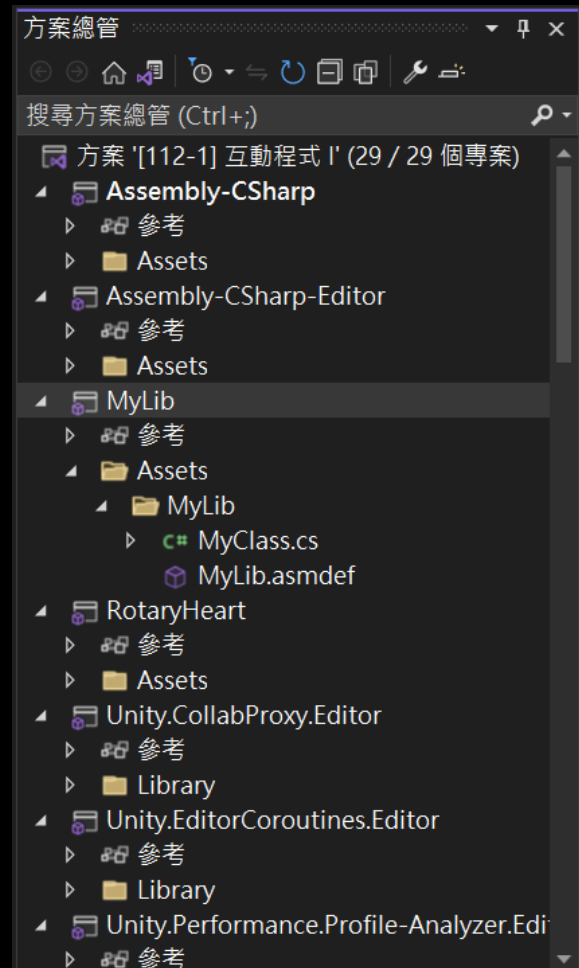 方案總管
搜尋方案總管 (Ctrl+;)
方案 '[112-1] 互動程式 I' (29 / 29 個專案)
Assembly-CSharp
參考
Assets
Assembly-CSharp-Editor
參考
Assets
MyLib
參考
Assets
MyLib
C# MyClass.cs
MyLib.asmdef
RotaryHeart
參考
Assets
Unity.CollabProxy.Editor
參考
Library
Unity.EditorCoroutines.Editor
參考
Library
Unity.Performance.Profile-Analyzer.Edi
參考